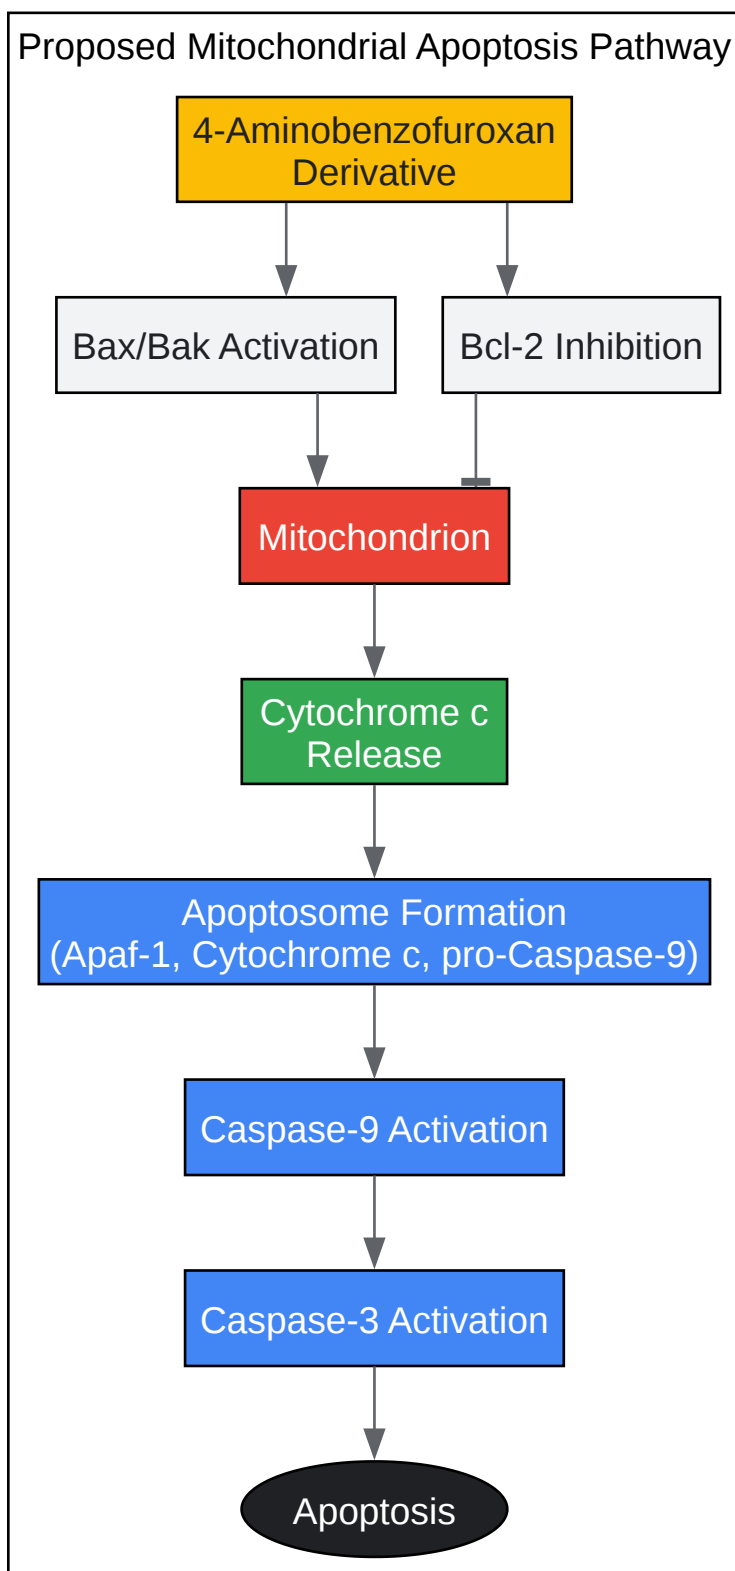 Proposed Mitochondrial Apoptosis Pathway
4-Aminobenzofuroxan
Derivative
Bax/Bak Activation
Bcl-2 Inhibition
Mitochondrion
Cytochrome c
Release
Apoptosome Formation
(Apaf-1, Cytochrome c, pro-Caspase-9)
Caspase-9 Activation
Caspase-3 Activation
Apoptosis